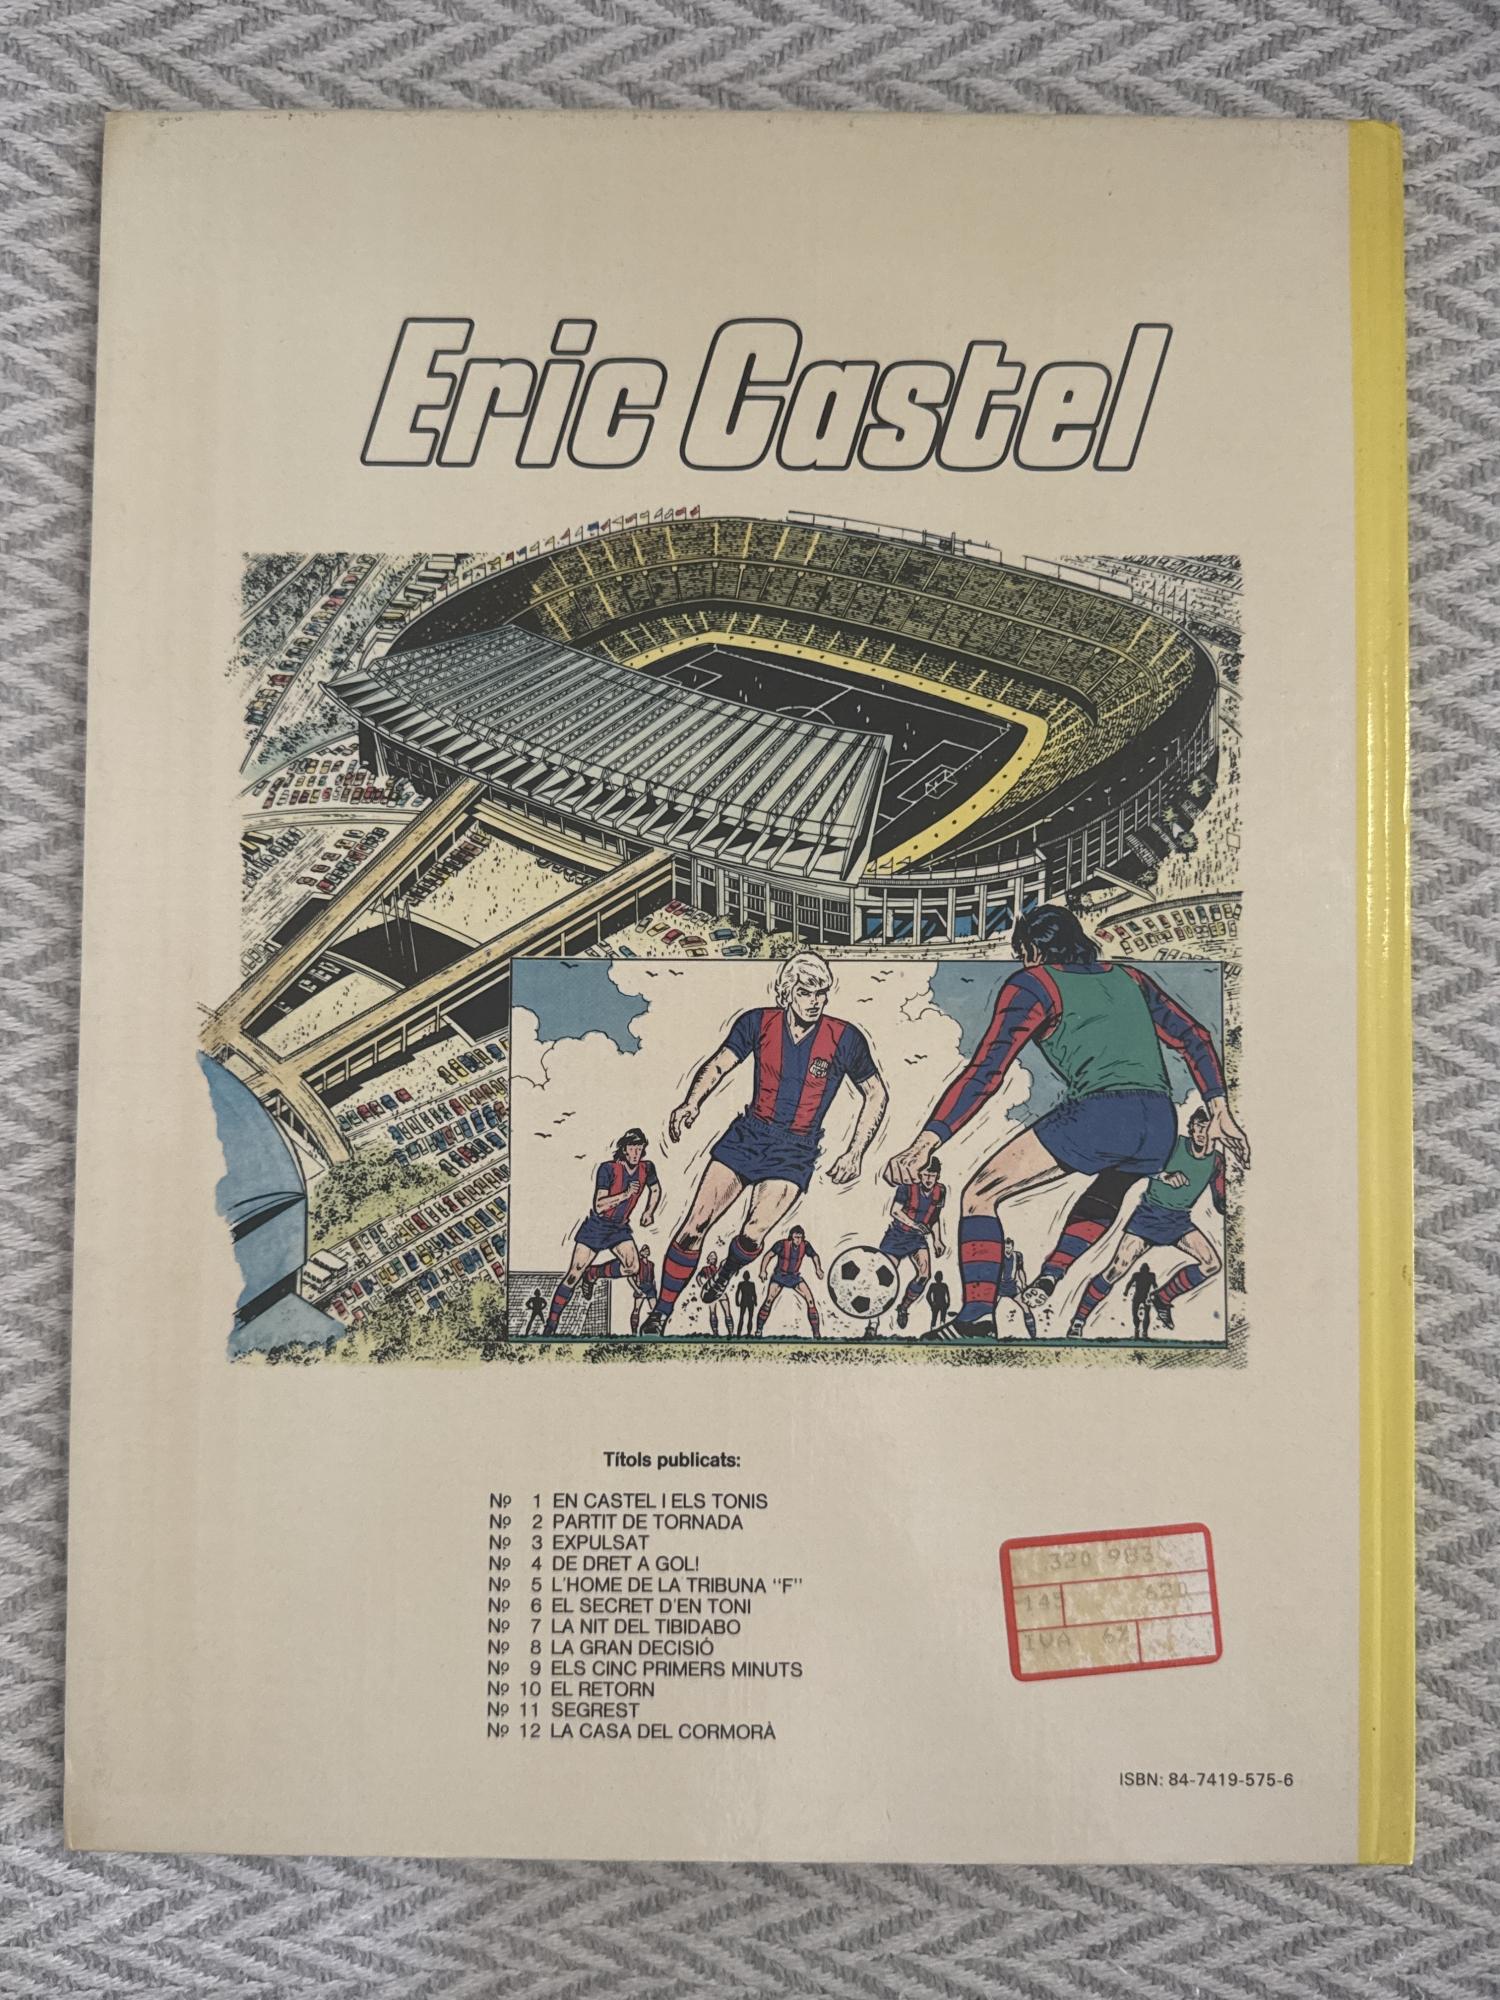 Eric Castel
Títols publicats:
Nº 1 EN CASTEL I ELS TONIS
Nº 2 PARTIT DE TORNADA
Nº 3 EXPULSAT
Nº 4 DE DRET A GOL!
Nº 5 L'HOME DE LA TRIBUNA "F"
Nº 6 EL SECRET D'EN TONI
Nº 7 LA NIT DEL TIBIDABO
Nº 8 LA GRAN DECISIÓ
Nº 9 ELS CINC PRIMERS MINUTS
Nº 10 EL RETORN
Nº 11 SEGREST
Nº 12 LA CASA DEL CORMORÀ
320 983
145 620
IVA 6%
ISBN: 84-7419-575-6